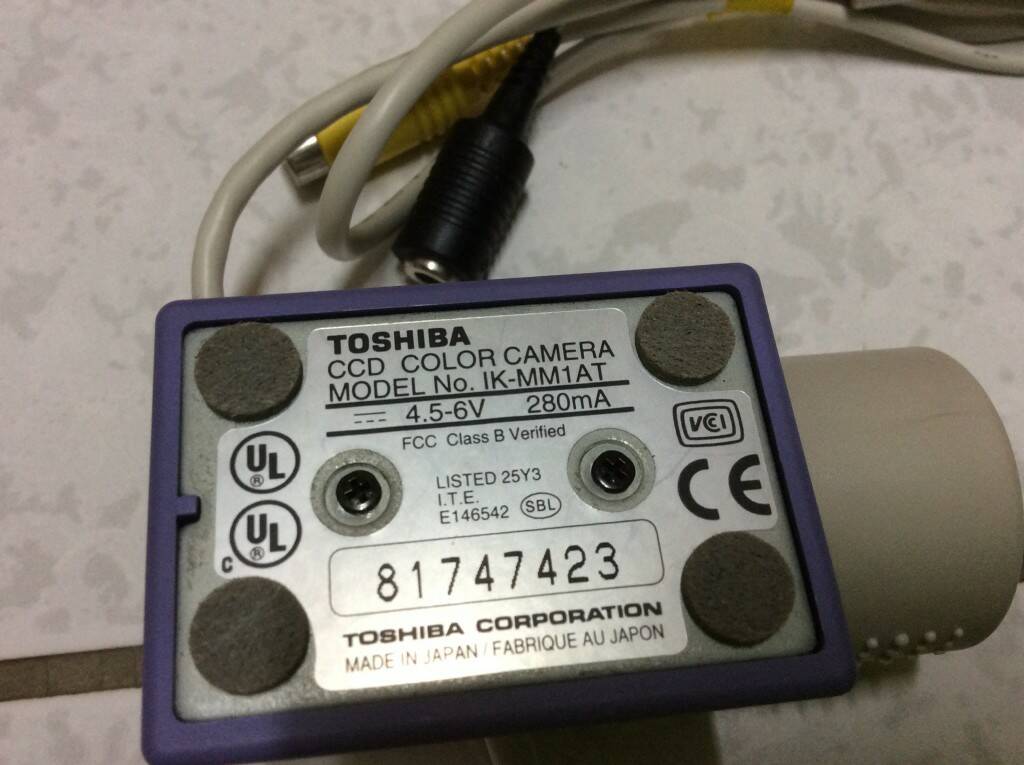 TOSHIBA
CCD COLOR CAMERA
MODEL No. IK-MM1AT
4.5-6V 280mA
FCC Class B Verified
VCCI
UL
®
LISTED 25Y3
I.T.E.
E146542 SBL
CE
C UL
®
81747423
TOSHIBA CORPORATION
MADE IN JAPAN / FABRIQUE AU JAPON